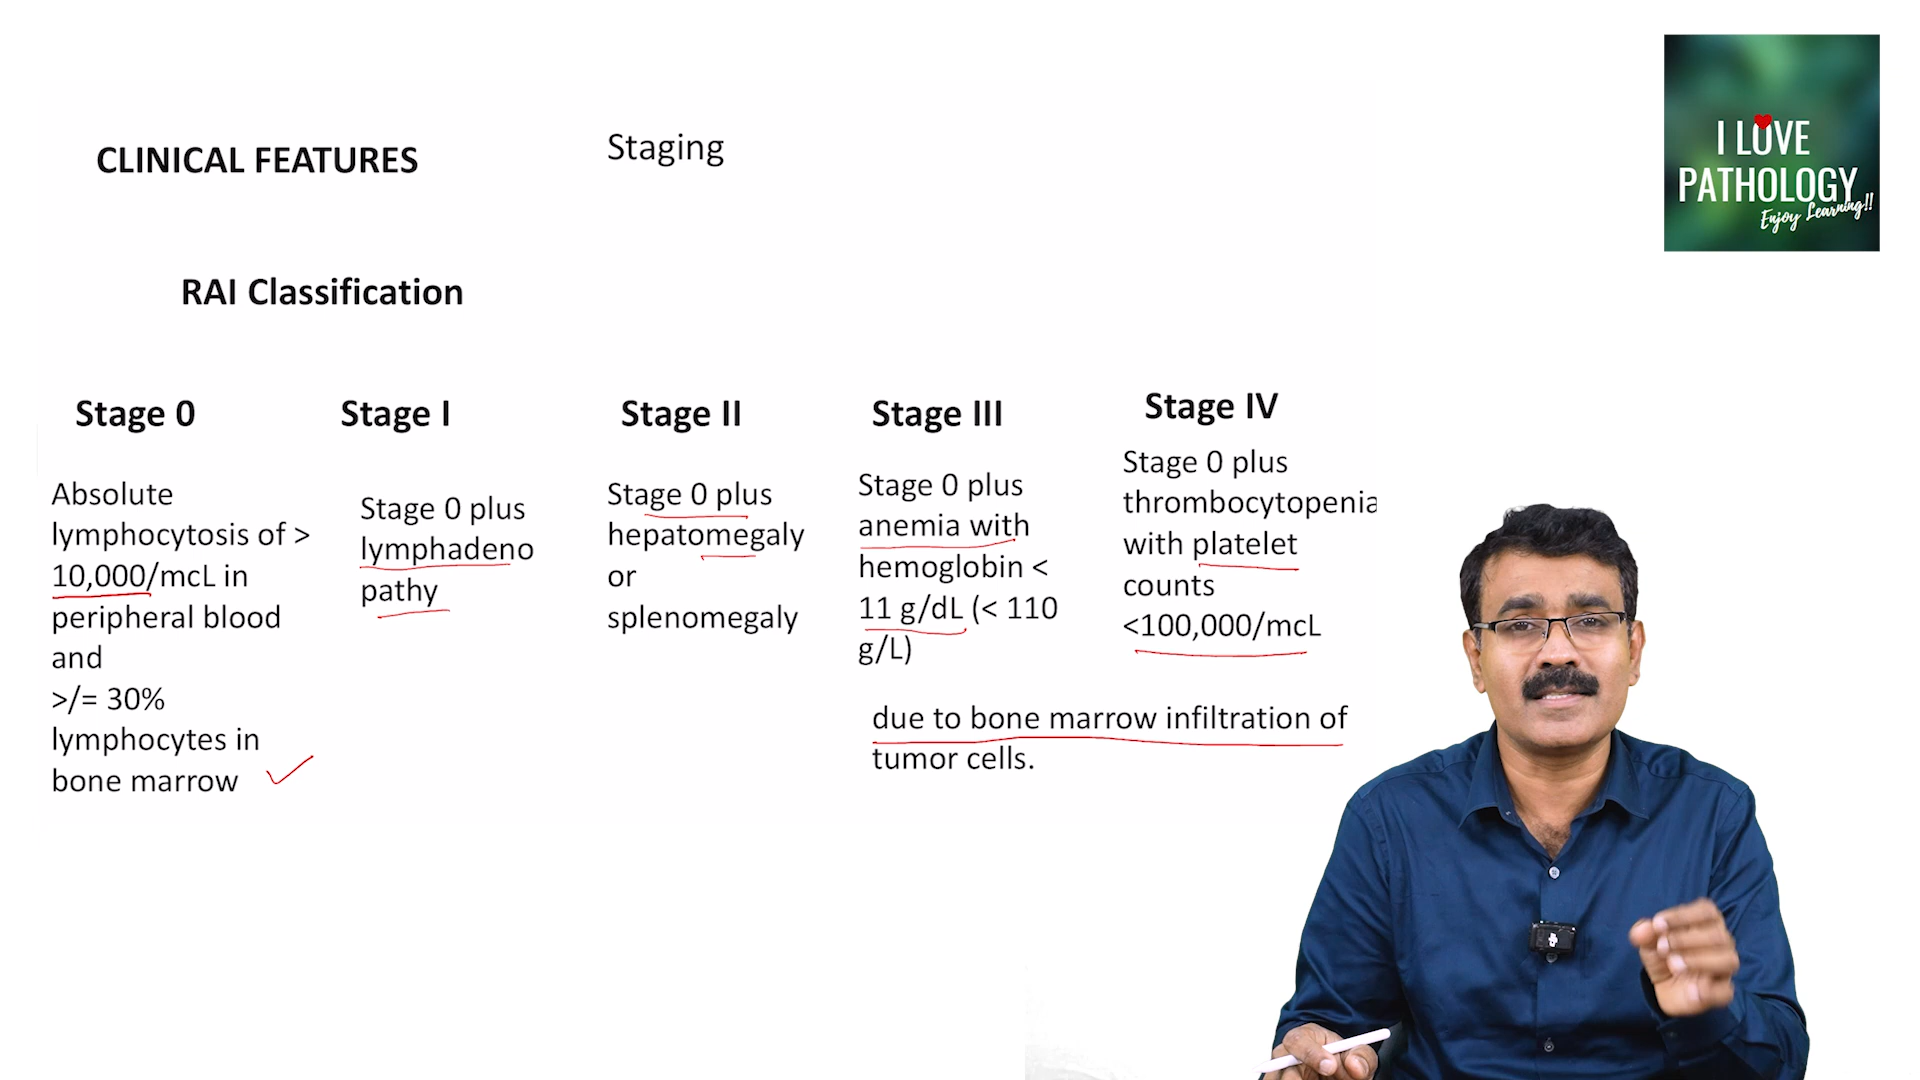 CLINICAL FEATURES
Staging
I LOVE
PATHOLOGY
Enjoy Learning!!
RAI Classification
Stage 0
Absolute
lymphocytosis of >
10,000/mcL in
peripheral blood
and
>/= 30%
lymphocytes in
bone marrow
Stage I
Stage 0 plus
lymphadeno
pathy
Stage II
Stage 0 plus
hepatomegaly
or
splenomegaly
Stage III
Stage 0 plus
anemia with
hemoglobin <
11 g/dL (< 110
g/L)
Stage IV
Stage 0 plus
thrombocytopenia
with platelet
counts
<100,000/mcL
due to bone marrow infiltration of
tumor cells.